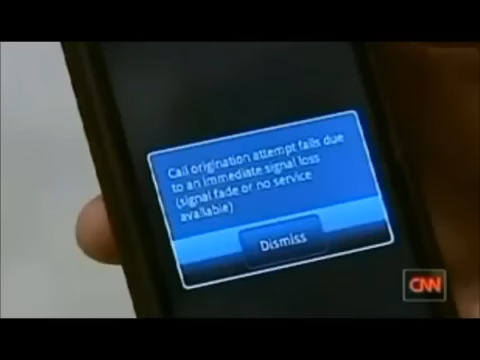 Call origination attempt fails due
to an immediate signal loss
(signal fade or no service
available)
Dismiss
CNN